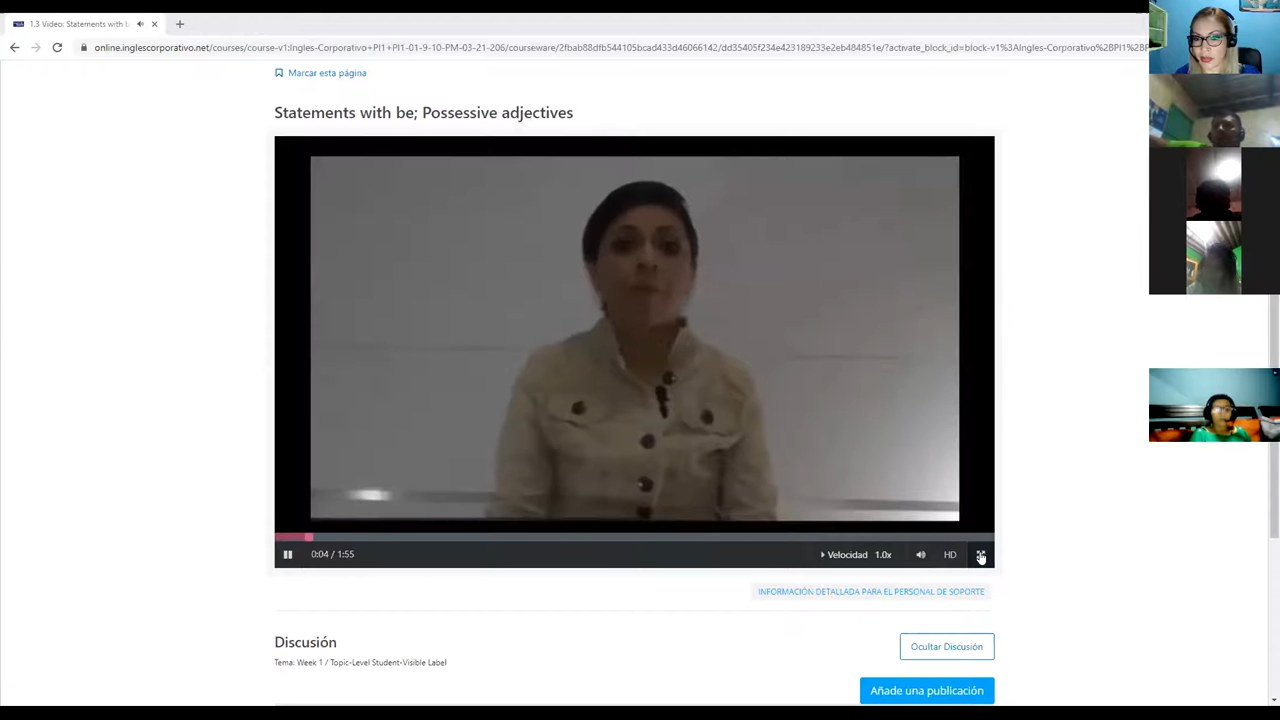 1.3 Video: Statements with b
online.inglescorporativo.net/courses/course-v1:ingles-Corporativo+PI1+PI1-01-9-10-PM-03-21-20X/courseware/2fbab88dfb544105bcad433d46066142/dd35405f234e423189233e2eb484851e/?activate_block_id=block-v1%3AIngles-Corporativo%2BPI1%2BP
Marcar esta página
Statements with be; Possessive adjectives
0:04 / 1:55
Velocidad 1.0x
HD
INFORMACIÓN DETALLADA PARA EL PERSONAL DE SOPORTE
Discusión
Ocultar Discusión
Tema: Week 1 / Topic-Level Student-Visible Label
Añade una publicación